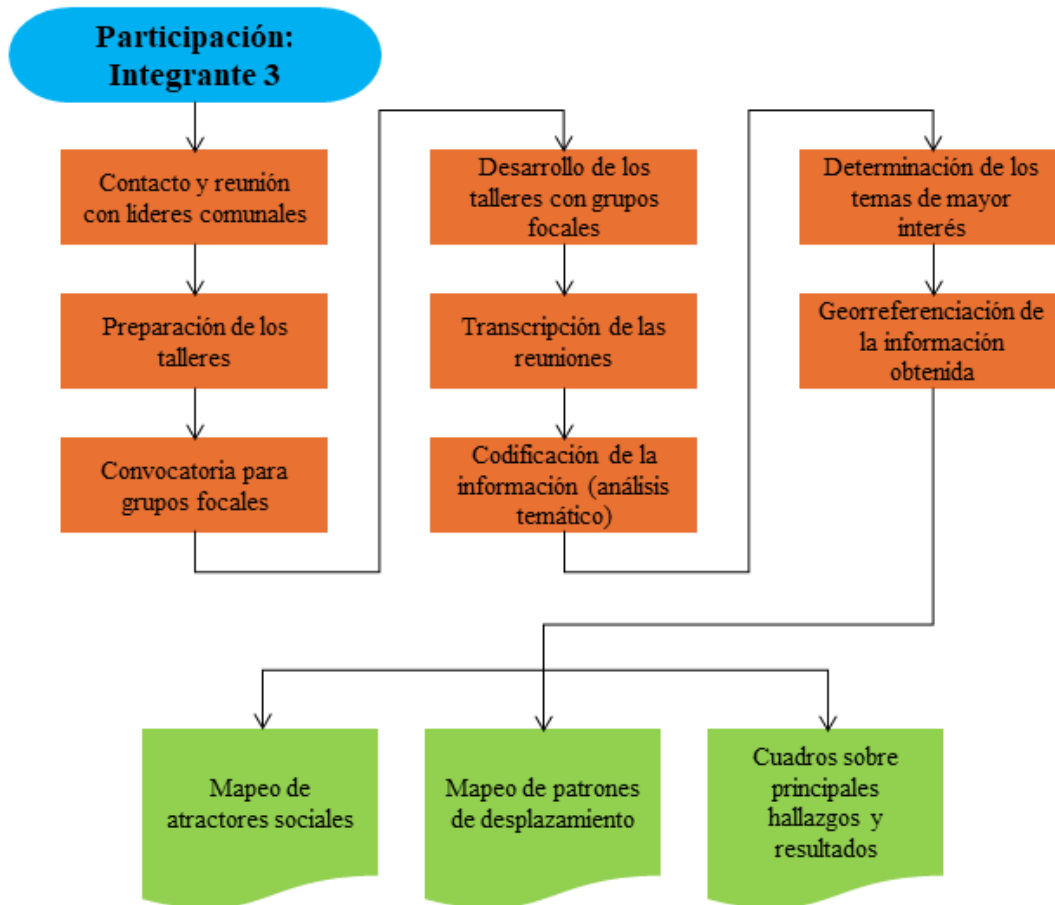 Participación:
Integrante 3
Contacto y reunión
con líderes comunales
Preparación de los
talleres
Convocatoria para
grupos focales
Desarrollo de los
talleres con grupos
focales
Transcripción de las
reuniones
Codificación de la
información (análisis
temático)
Determinación de los
temas de mayor
interés
Georreferenciación de
la información
obtenida
Mapeo de
atractores sociales
Mapeo de patrones
de desplazamiento
Cuadros sobre
principales
hallazgos y
resultados